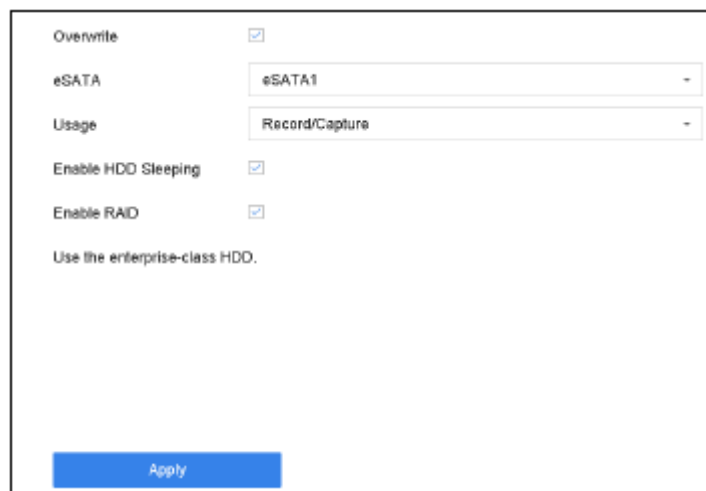 Overwrite
eSATA eSATA1
Usage Record/Capture
Enable HDD Sleeping
Enable RAID
Use the enterprise-class HDD.
Apply